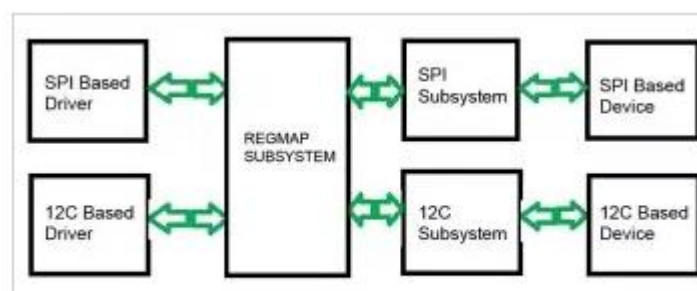 SPI Based
Driver
REGMAP
SUBSYSTEM
SPI
Subsystem
SPI Based
Device
12C Based
Driver
12C
Subsystem
12C Based
Device